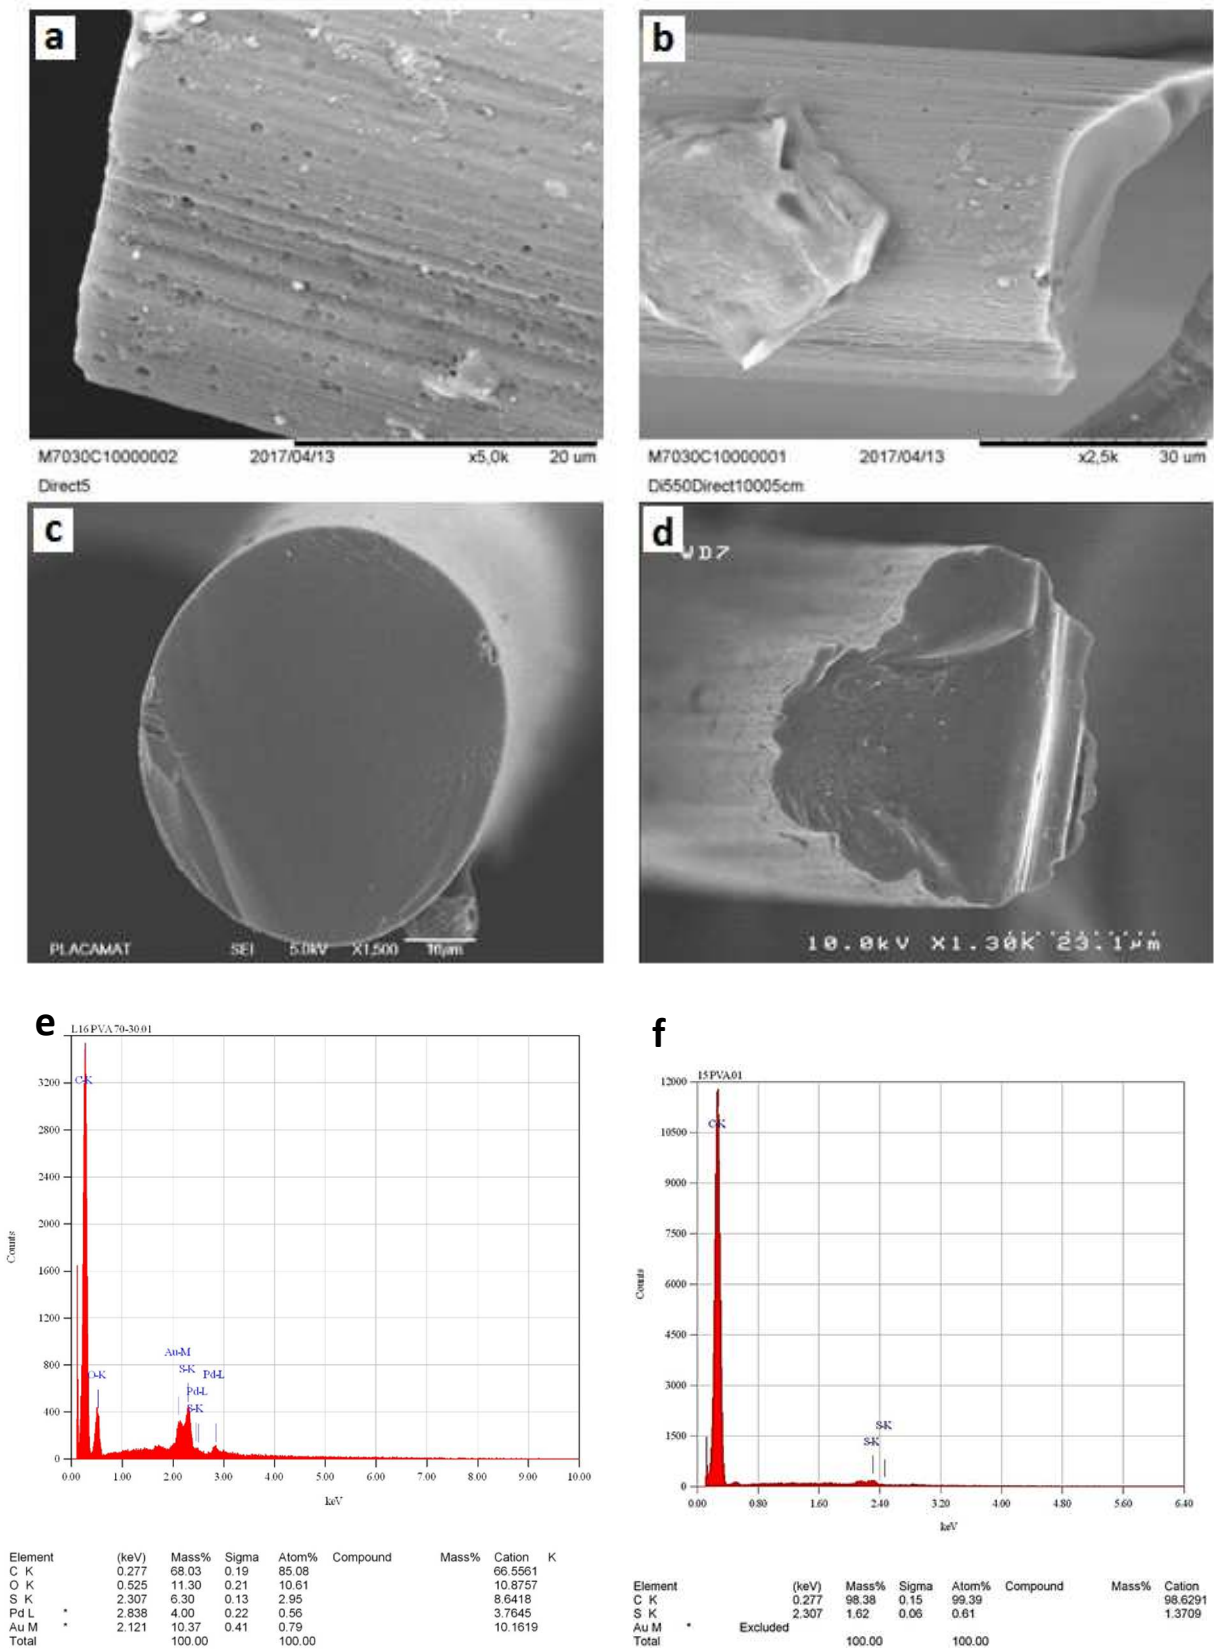 a
b
M7030C10000002 2017/04/13 x5,0k 20 um
Direct5
M7030C10000001 2017/04/13 x2,5k 30 um
Di550Direct10005cm
c
PLACAMAT SEI 5.0kV X1,500 10µm
d
WD7
10.0kV X1.30K 23.1µm
e
L16 PVA 70-30.01
Counts
3200
2800
2400
2000
1600
1200
800
400
0
C-K
O-K
Au-M
S-K
Pd-L
Pd-L
S-K
0.00 1.00 2.00 3.00 4.00 5.00 6.00 7.00 8.00 9.00 10.00
keV
Element (keV) Mass% Sigma Atom% Compound Mass% Cation K
C K 0.277 68.03 0.19 85.08 66.5561
O K 0.525 11.30 0.21 10.61 10.8757
S K 2.307 6.30 0.13 2.95 8.6418
Pd L * 2.838 4.00 0.22 0.56 3.7645
Au M * 2.121 10.37 0.41 0.79 10.1619
Total 100.00 100.00
f
15 PVA.01
Counts
12000
10500
9000
7500
6000
4500
3000
1500
0
C-K
S-K
S-K
0.00 0.80 1.60 2.40 3.20 4.00 4.80 5.60 6.40
keV
Element (keV) Mass% Sigma Atom% Compound Mass% Cation
C K 0.277 98.38 0.15 99.39 98.6291
S K 2.307 1.62 0.06 0.61 1.3709
Au M * Excluded
Total 100.00 100.00